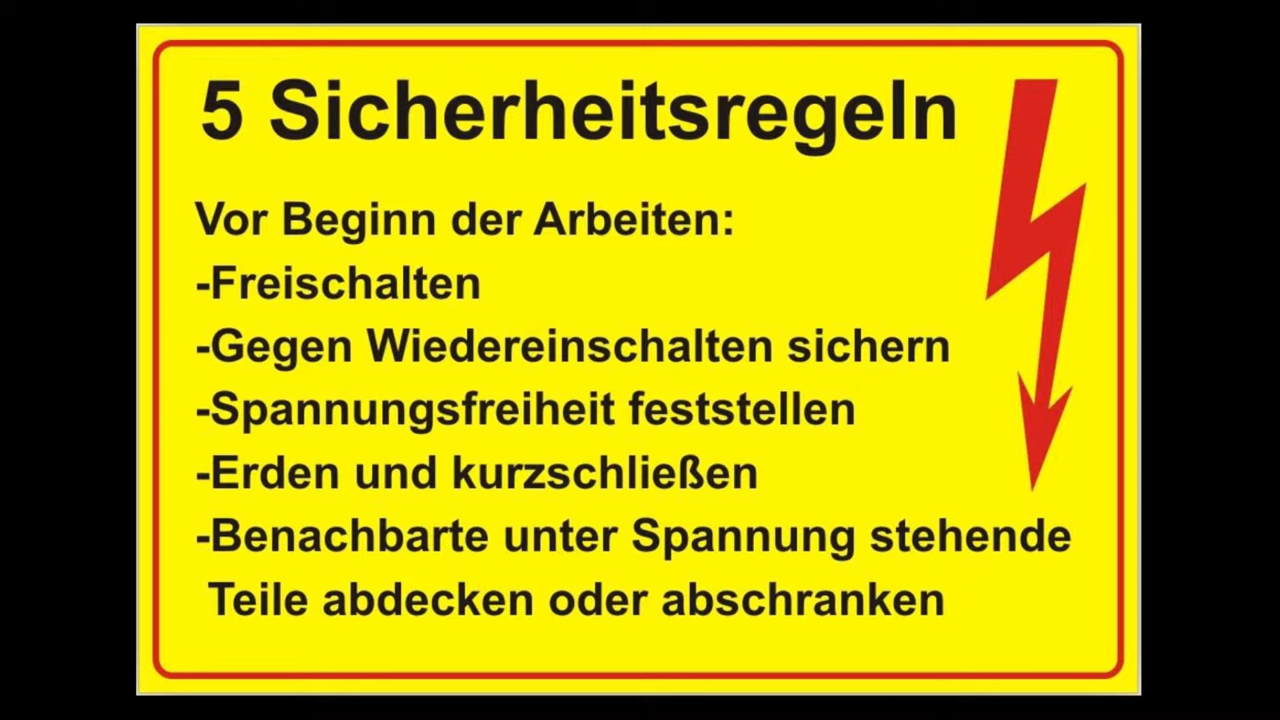 5 Sicherheitsregeln
Vor Beginn der Arbeiten:
-Freischalten
-Gegen Wiedereinschalten sichern
-Spannungsfreiheit feststellen
-Erden und kurzschließen
-Benachbarte unter Spannung stehende
Teile abdecken oder abschranken